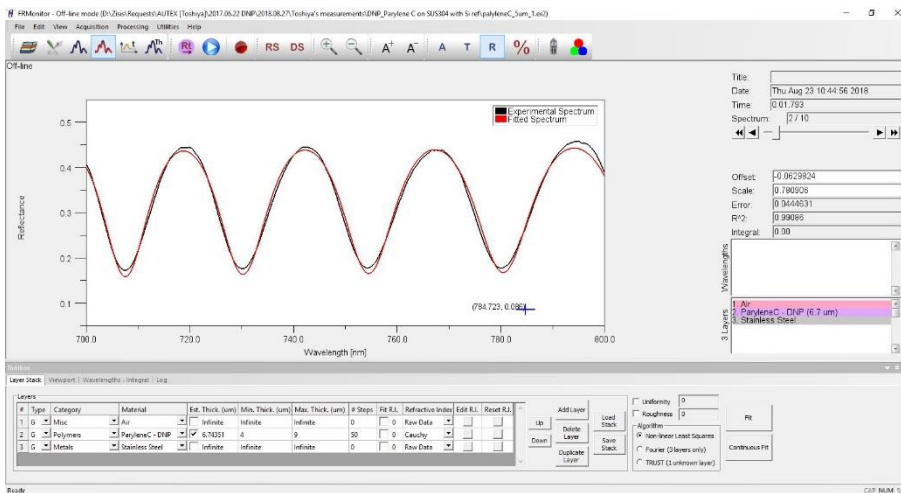 FRMonitor - Off-line mode (D:\Zisis\Requests\AUTEX [Toshiya]\2017.06.22 DNP\2018.08.27\Toshiya's measurements\DNP_Parylene C on SUS304 with Si ref\palyleneC_5um_1.ex2)
File Edit View Acquisition Processing Utilities Help
Th Rt RS DS A+ A- A T R %
Off-line
Experimental Spectrum
Fitted Spectrum
0.5
0.4
0.3
0.2
0.1
Reflectance
(784.723, 0.086)
700.0 720.0 740.0 760.0 780.0 800.0
Wavelength [nm]
Title:
Date: Thu Aug 23 10:44:56 2018
Time: 0:01.793
Spectrum: 2 / 10
Offset: -0.0629824
Scale: 0.780906
Error: 0.0444631
R^2: 0.99086
Integral: 0.00
Wavelengths
3 Layers
1. Air
2. ParyleneC - DNP (6.7 um)
3. Stainless Steel
Toolbox
Layer Stack Viewport Wavelengths - Integral Log
Layers
# Type Category Material Est. Thick. (um) Min. Thick. (um) Max. Thick. (um) # Steps Fit R.I. Refractive Index Edit R.I. Reset R.I.
1 G Misc Air Infinite Infinite Infinite 0 0 Raw Data
2 G Polymers ParyleneC - DNP 6.74351 4 9 50 0 Cauchy
3 G Metals Stainless Steel Infinite Infinite Infinite 0 0 Raw Data
Up
Down
Add Layer
Delete Layer
Duplicate Layer
Load Stack
Save Stack
Uniformity 0
Roughness 0
Algorithm
Non-linear Least Squares
Fourier (3 layers only)
TRUST (1 unknown layer)
Fit
Continuous Fit
Ready
CAP NUM